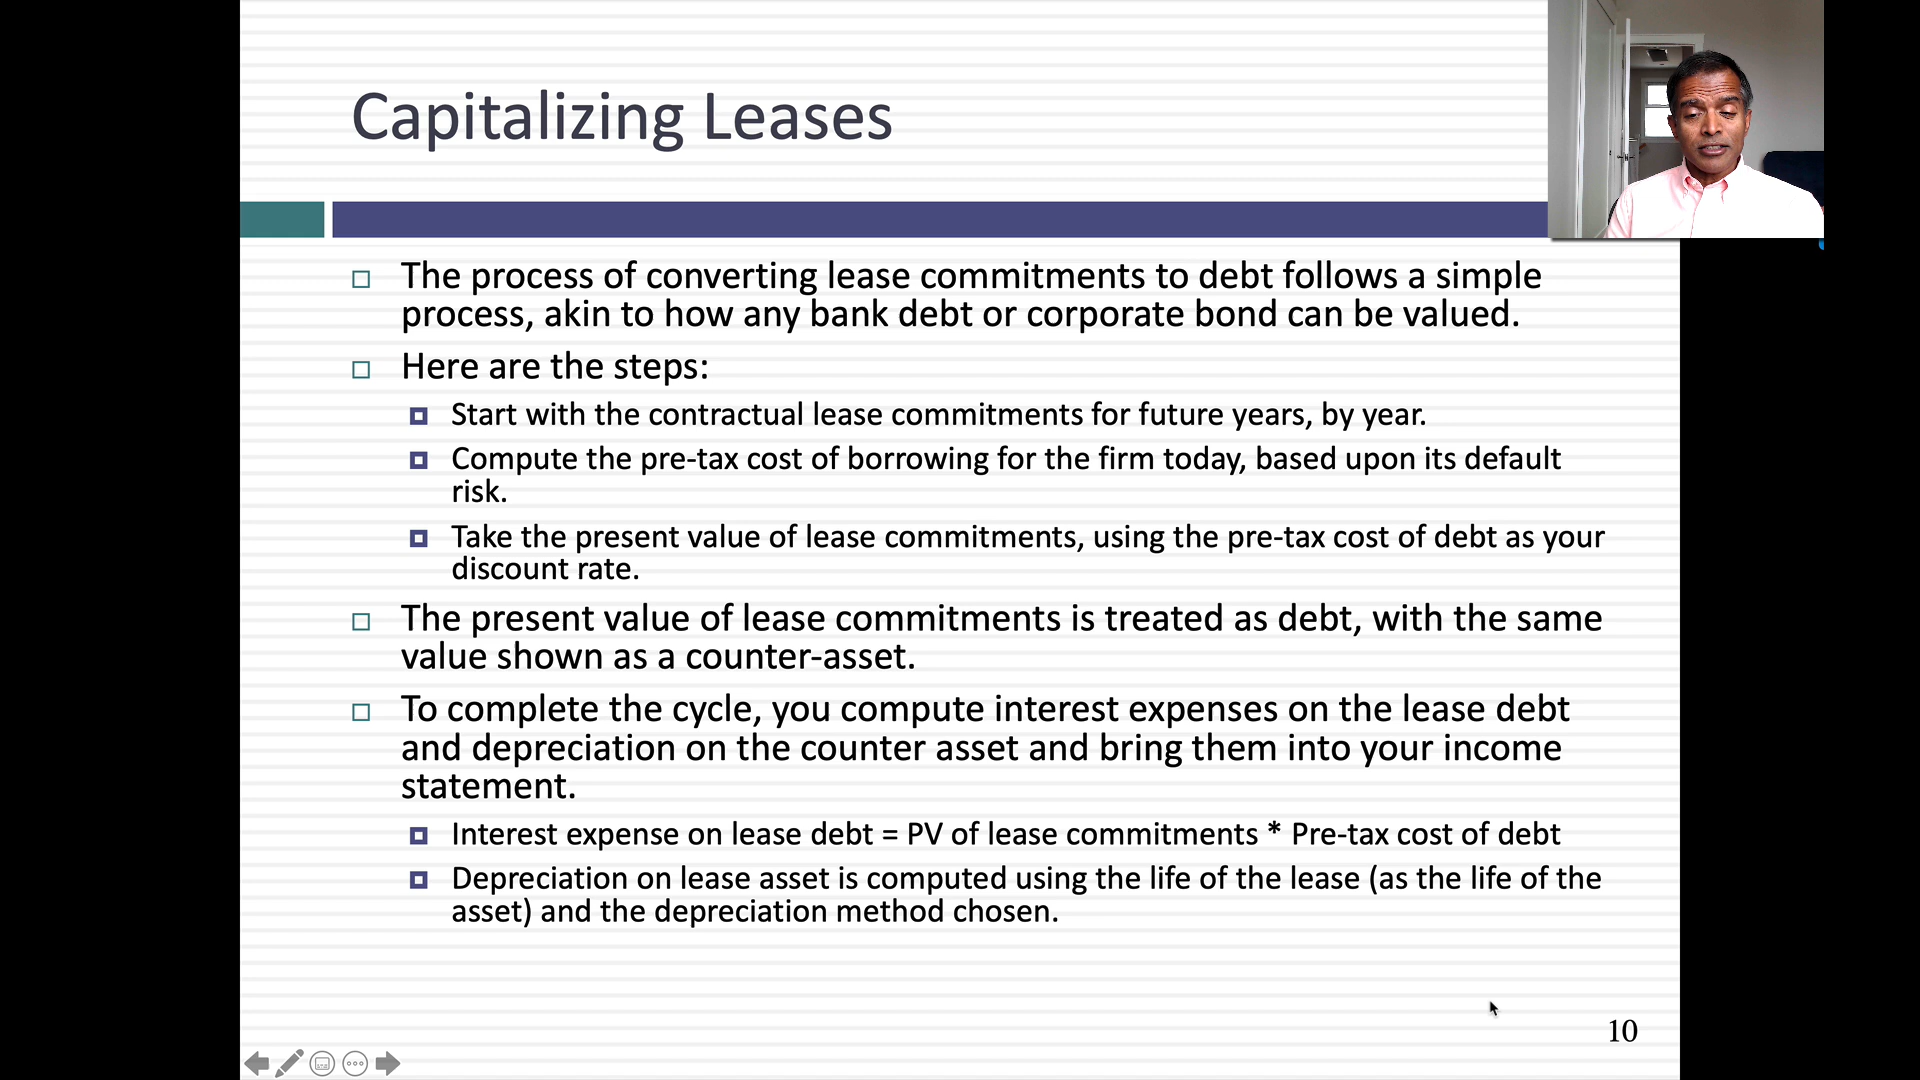 Capitalizing Leases
The process of converting lease commitments to debt follows a simple
process, akin to how any bank debt or corporate bond can be valued.
Here are the steps:
Start with the contractual lease commitments for future years, by year.
Compute the pre-tax cost of borrowing for the firm today, based upon its default
risk.
Take the present value of lease commitments, using the pre-tax cost of debt as your
discount rate.
The present value of lease commitments is treated as debt, with the same
value shown as a counter-asset.
To complete the cycle, you compute interest expenses on the lease debt
and depreciation on the counter asset and bring them into your income
statement.
Interest expense on lease debt = PV of lease commitments * Pre-tax cost of debt
Depreciation on lease asset is computed using the life of the lease (as the life of the
asset) and the depreciation method chosen.
10